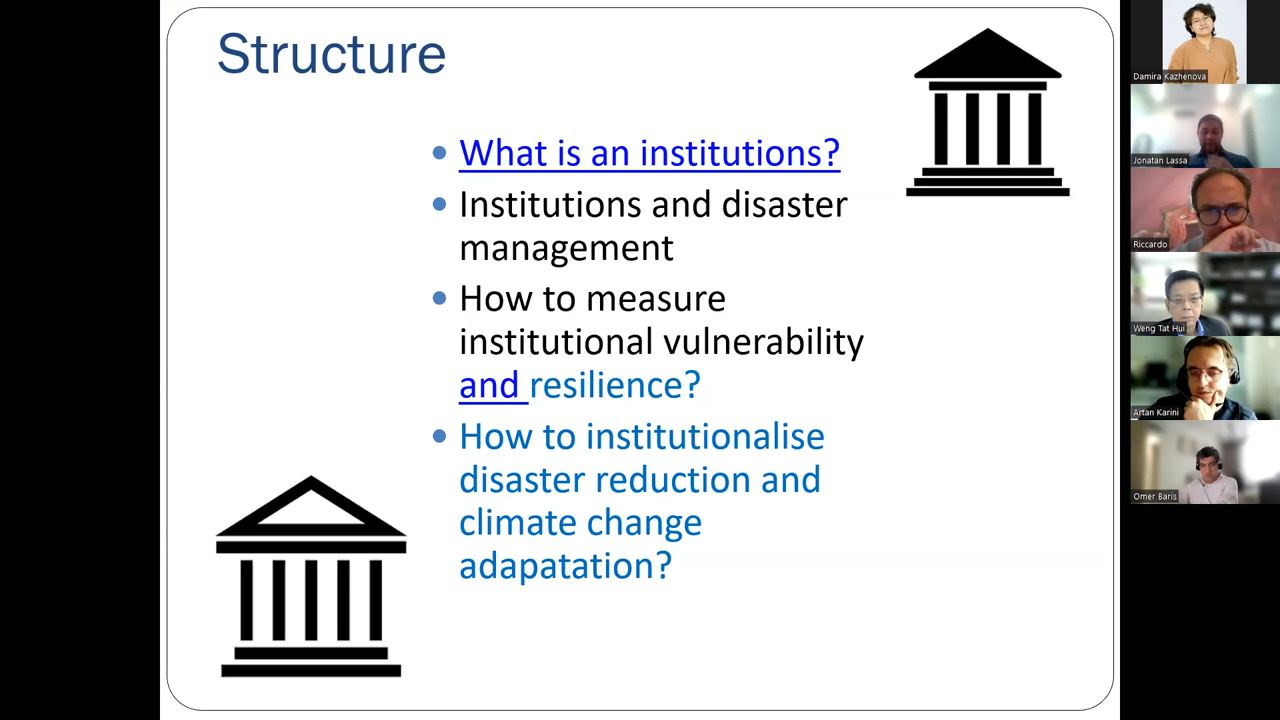 Structure
What is an institutions?
Institutions and disaster
management
How to measure
institutional vulnerability
and resilience?
How to institutionalise
disaster reduction and
climate change
adapatation?
Damira Kazhenova
Jonatan Lassa
Riccardo
Weng Tat Hui
Artan Karini
Omer Baris